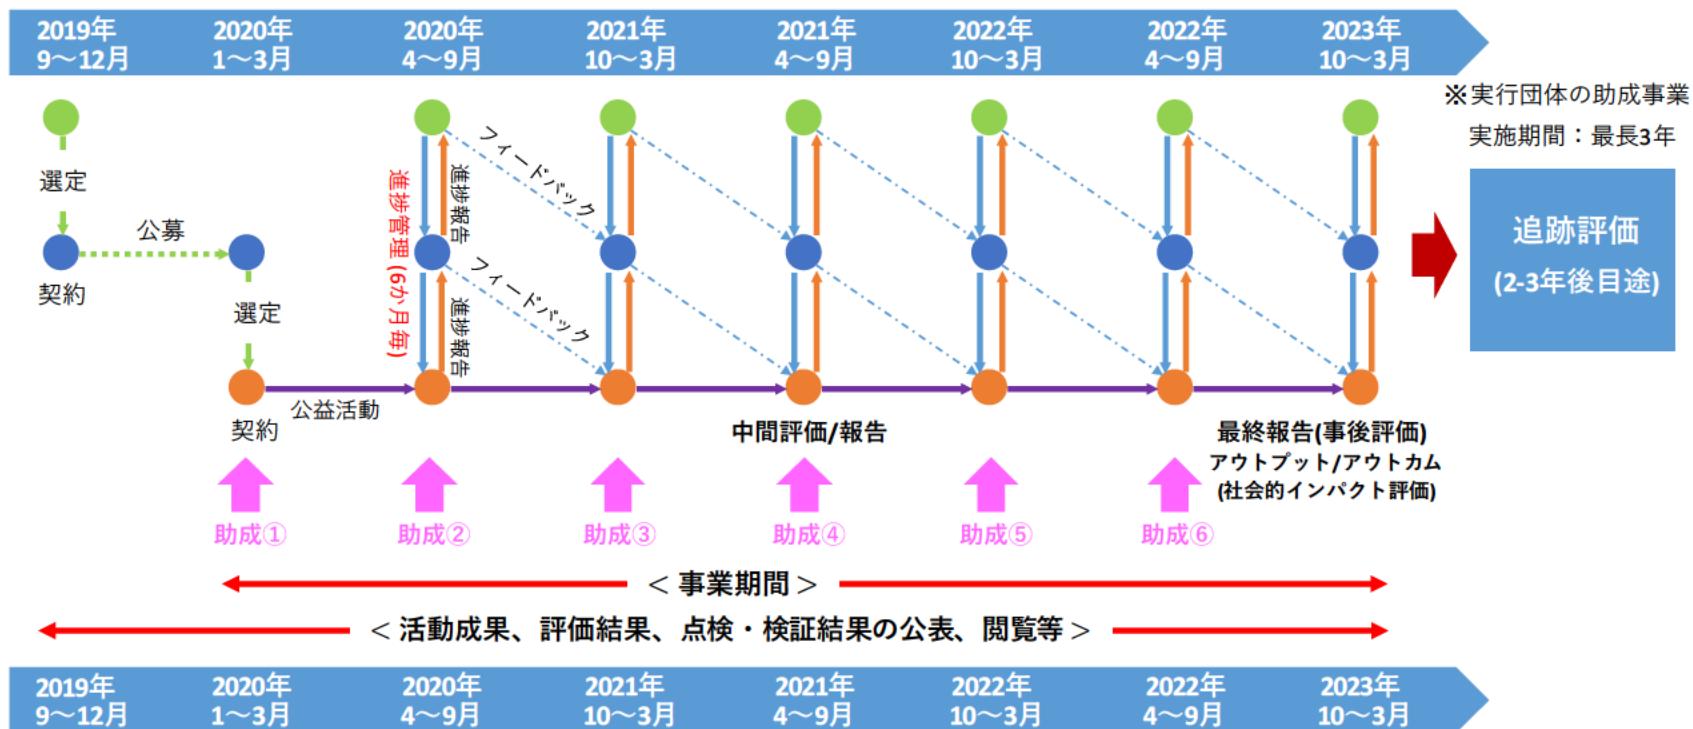 2019年
9～12月
2020年
1～3月
2020年
4～9月
2021年
10～3月
2021年
4～9月
2022年
10～3月
2022年
4～9月
2023年
10～3月
※実行団体の助成事業
実施期間：最長3年
選定
公募
契約
選定
契約
進捗管理 (6か月毎)
進捗報告
進捗報告
フィードバック
フィードバック
公益活動
追跡評価
(2-3年後目途)
中間評価/報告
最終報告(事後評価)
アウトプット/アウトカム
(社会的インパクト評価)
助成①
助成②
助成③
助成④
助成⑤
助成⑥
＜事業期間＞
＜活動成果、評価結果、点検・検証結果の公表、閲覧等＞
2019年
9～12月
2020年
1～3月
2020年
4～9月
2021年
10～3月
2021年
4～9月
2022年
10～3月
2022年
4～9月
2023年
10～3月